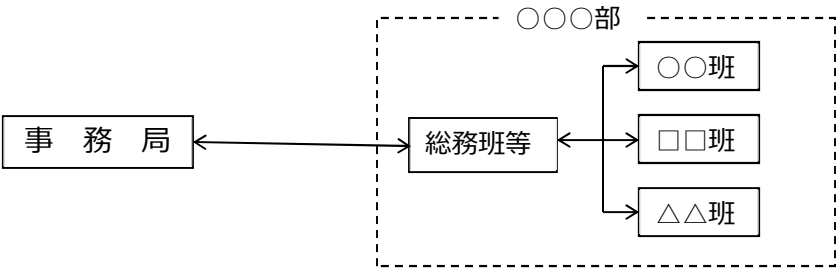 ○○○部
○○班
事　務　局
総務班等
□□班
△△班